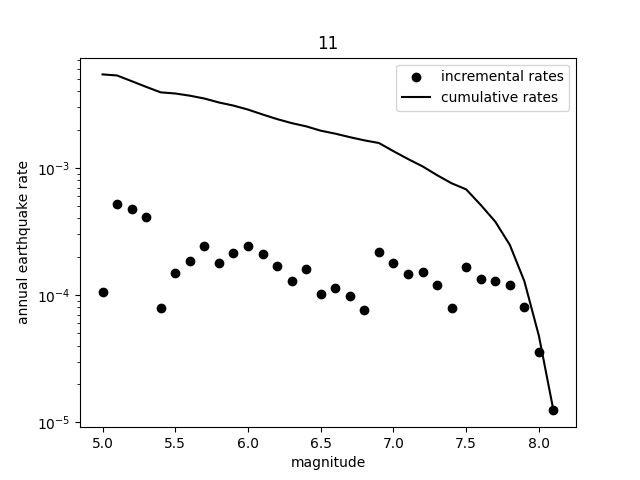 11
incremental rates
cumulative rates
annual earthquake rate
10⁻³
10⁻⁴
10⁻⁵
5.0 5.5 6.0 6.5 7.0 7.5 8.0
magnitude